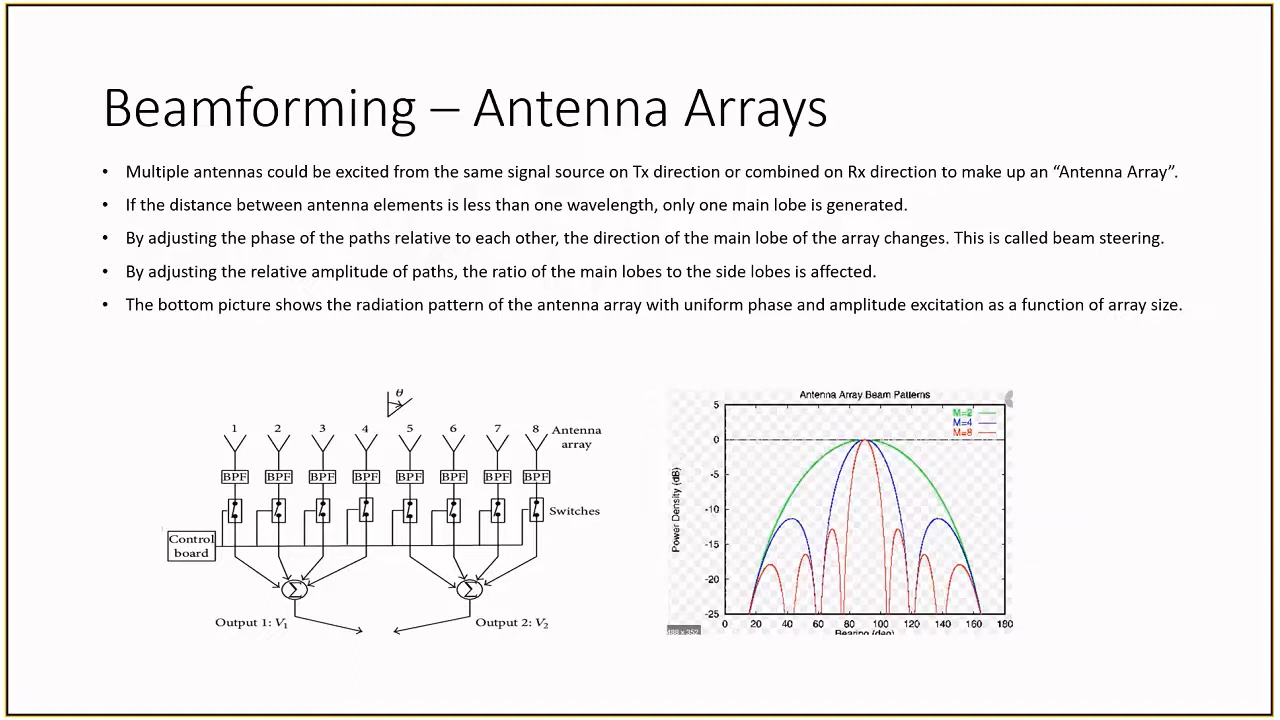 Beamforming – Antenna Arrays
• Multiple antennas could be excited from the same signal source on Tx direction or combined on Rx direction to make up an “Antenna Array”.
• If the distance between antenna elements is less than one wavelength, only one main lobe is generated.
• By adjusting the phase of the paths relative to each other, the direction of the main lobe of the array changes. This is called beam steering.
• By adjusting the relative amplitude of paths, the ratio of the main lobes to the side lobes is affected.
• The bottom picture shows the radiation pattern of the antenna array with uniform phase and amplitude excitation as a function of array size.
θ
1 2 3 4 5 6 7 8 Antenna
array
BPF BPF BPF BPF BPF BPF BPF BPF
Switches
Control
board
Σ Σ
Output 1: V₁ Output 2: V₂
Antenna Array Beam Patterns
M=2
M=4
M=8
Power Density (dB)
5
0
-5
-10
-15
-20
-25
0 20 40 60 80 100 120 140 160 180
Bearing (deg)
488 × 352